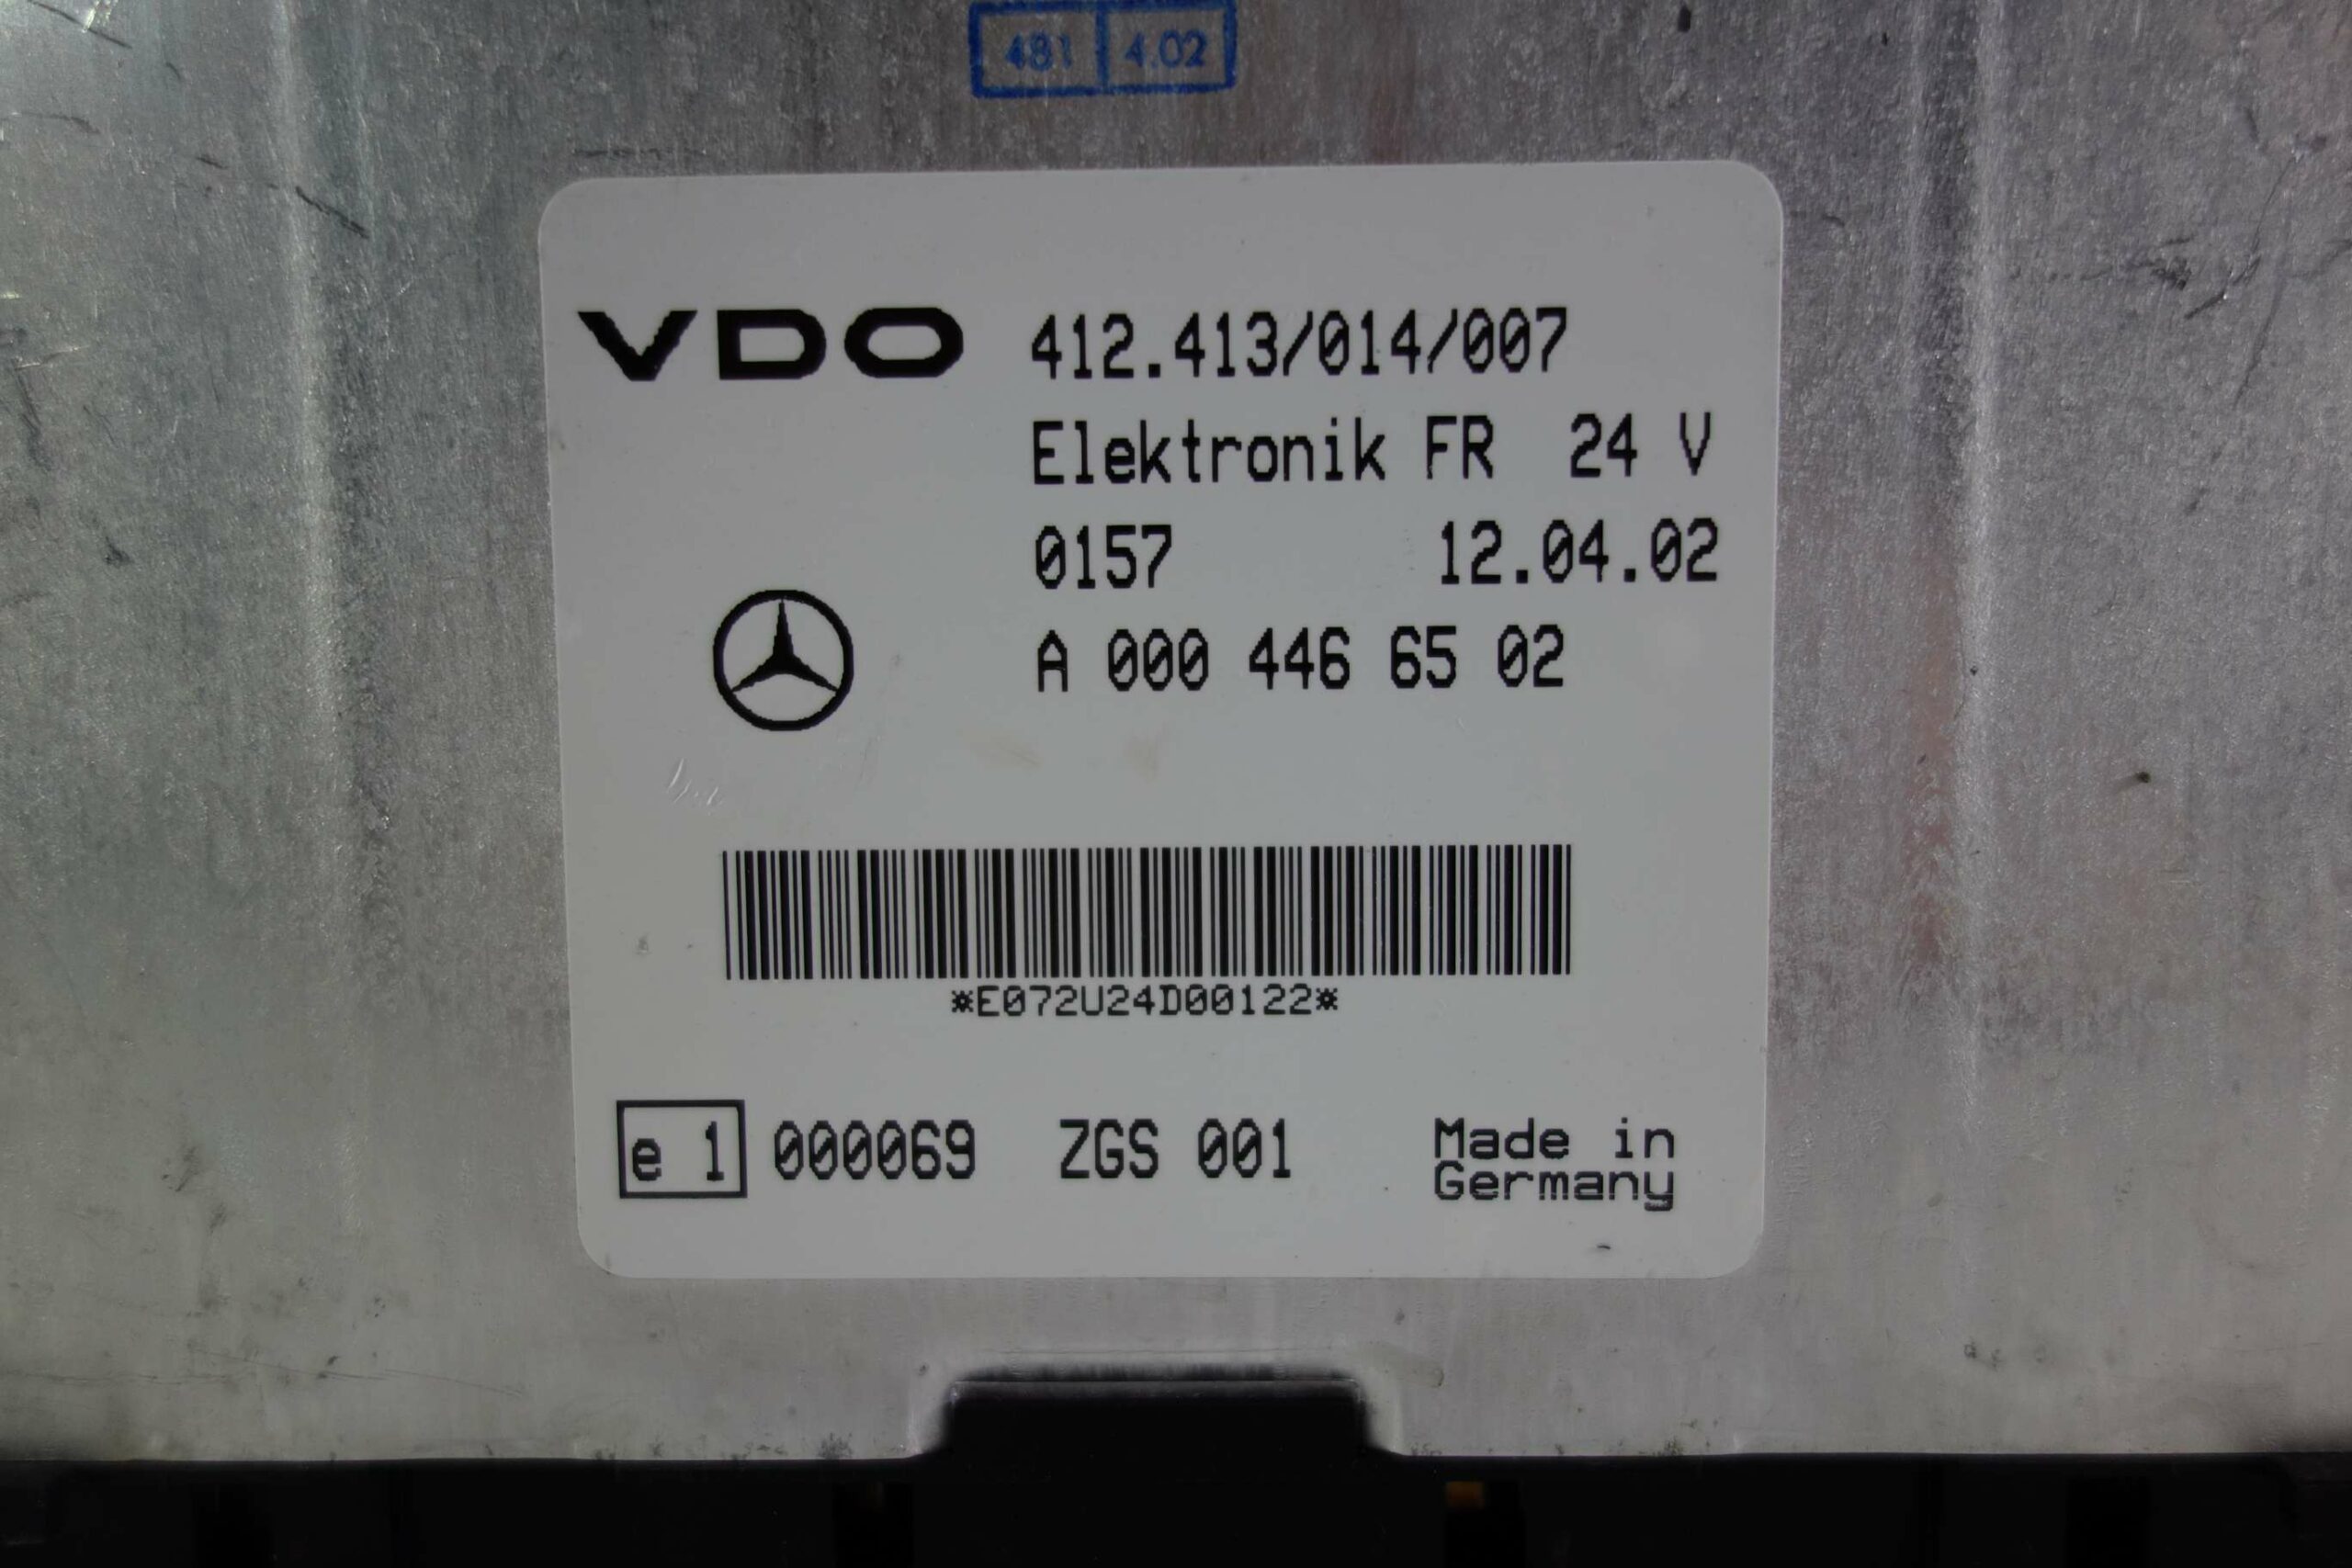 481 4.02
VDO 412.413/014/007
Elektronik FR 24 V
0157 12.04.02
A 000 446 65 02
*E072U24D00122*
e 1 000069 ZGS 001 Made in
Germany